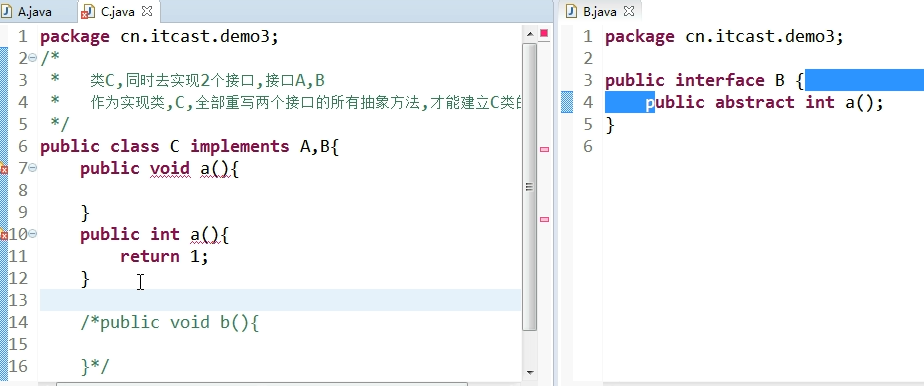 A.java
C.java
1 package cn.itcast.demo3;
2 /*
3 * 类C,同时去实现2个接口,接口A,B
4 * 作为实现类,C,全部重写两个接口的所有抽象方法,才能建立C类的
5 */
6 public class C implements A,B{
7 public void a(){
8
9 }
10 public int a(){
11 return 1;
12 }
13
14 /*public void b(){
15
16 }*/
B.java
1 package cn.itcast.demo3;
2
3 public interface B {
4 public abstract int a();
5 }
6